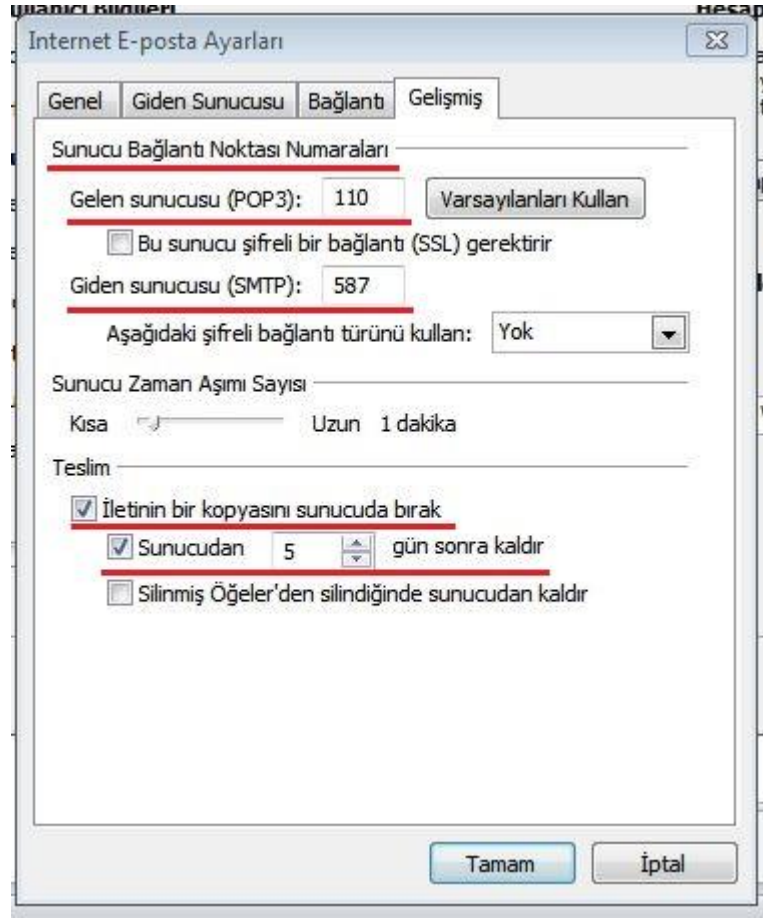 Internet E-posta Ayarları
Genel Giden Sunucusu Bağlantı Gelişmiş
Sunucu Bağlantı Noktası Numaraları
Gelen sunucusu (POP3): 110 Varsayılanları Kullan
Bu sunucu şifreli bir bağlantı (SSL) gerektirir
Giden sunucusu (SMTP): 587
Aşağıdaki şifreli bağlantı türünü kullan: Yok
Sunucu Zaman Aşımı Sayısı
Kısa Uzun 1 dakika
Teslim
İletinin bir kopyasını sunucuda bırak
Sunucudan 5 gün sonra kaldır
Silinmiş Öğeler'den silindiğinde sunucudan kaldır
Tamam İptal